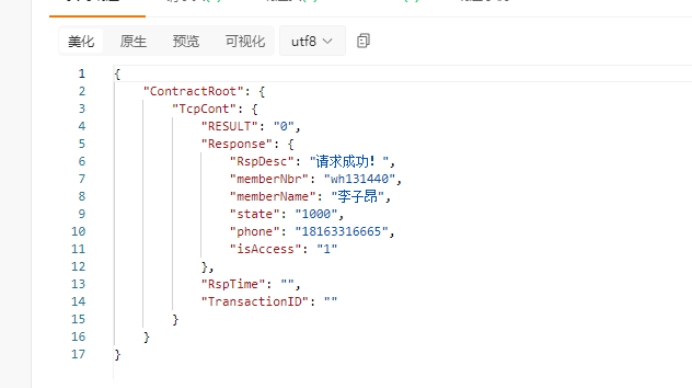 美化 原生 预览 可视化 utf8
1 {
2 "ContractRoot": {
3 "TcpCont": {
4 "RESULT": "0",
5 "Response": {
6 "RspDesc": "请求成功！",
7 "memberNbr": "wh131440",
8 "memberName": "李子昂",
9 "state": "1000",
10 "phone": "18163316665",
11 "isAccess": "1"
12 },
13 "RspTime": "",
14 "TransactionID": ""
15 }
16 }
17 }